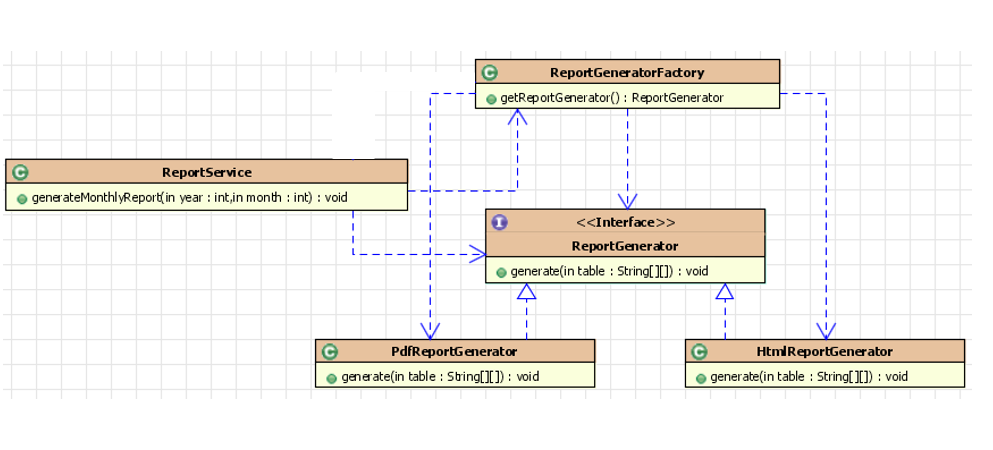 C ReportGeneratorFactory
getReportGenerator() : ReportGenerator
C ReportService
generateMonthlyReport(in year : int,in month : int) : void
I <<Interface>>
ReportGenerator
generate(in table : String[][]) : void
C PdfReportGenerator
generate(in table : String[][]) : void
C HtmlReportGenerator
generate(in table : String[][]) : void